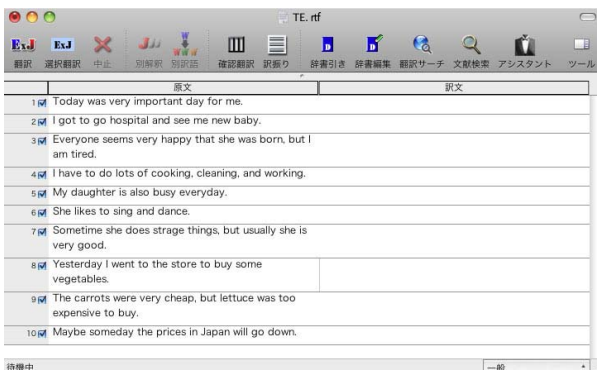 TE. rtf
ExJ ExJ
翻訳 選択翻訳 中止 別解釈 別訳語 確認翻訳 訳振り 辞書引き 辞書編集 翻訳サーチ 文献検索 アシスタント ツール
原文 訳文
1 Today was very important day for me.
2 I got to go hospital and see me new baby.
3 Everyone seems very happy that she was born, but I
am tired.
4 I have to do lots of cooking, cleaning, and working.
5 My daughter is also busy everyday.
6 She likes to sing and dance.
7 Sometime she does strage things, but usually she is
very good.
8 Yesterday I went to the store to buy some
vegetables.
9 The carrots were very cheap, but lettuce was too
expensive to buy.
10 Maybe someday the prices in Japan will go down.
待機中 一般